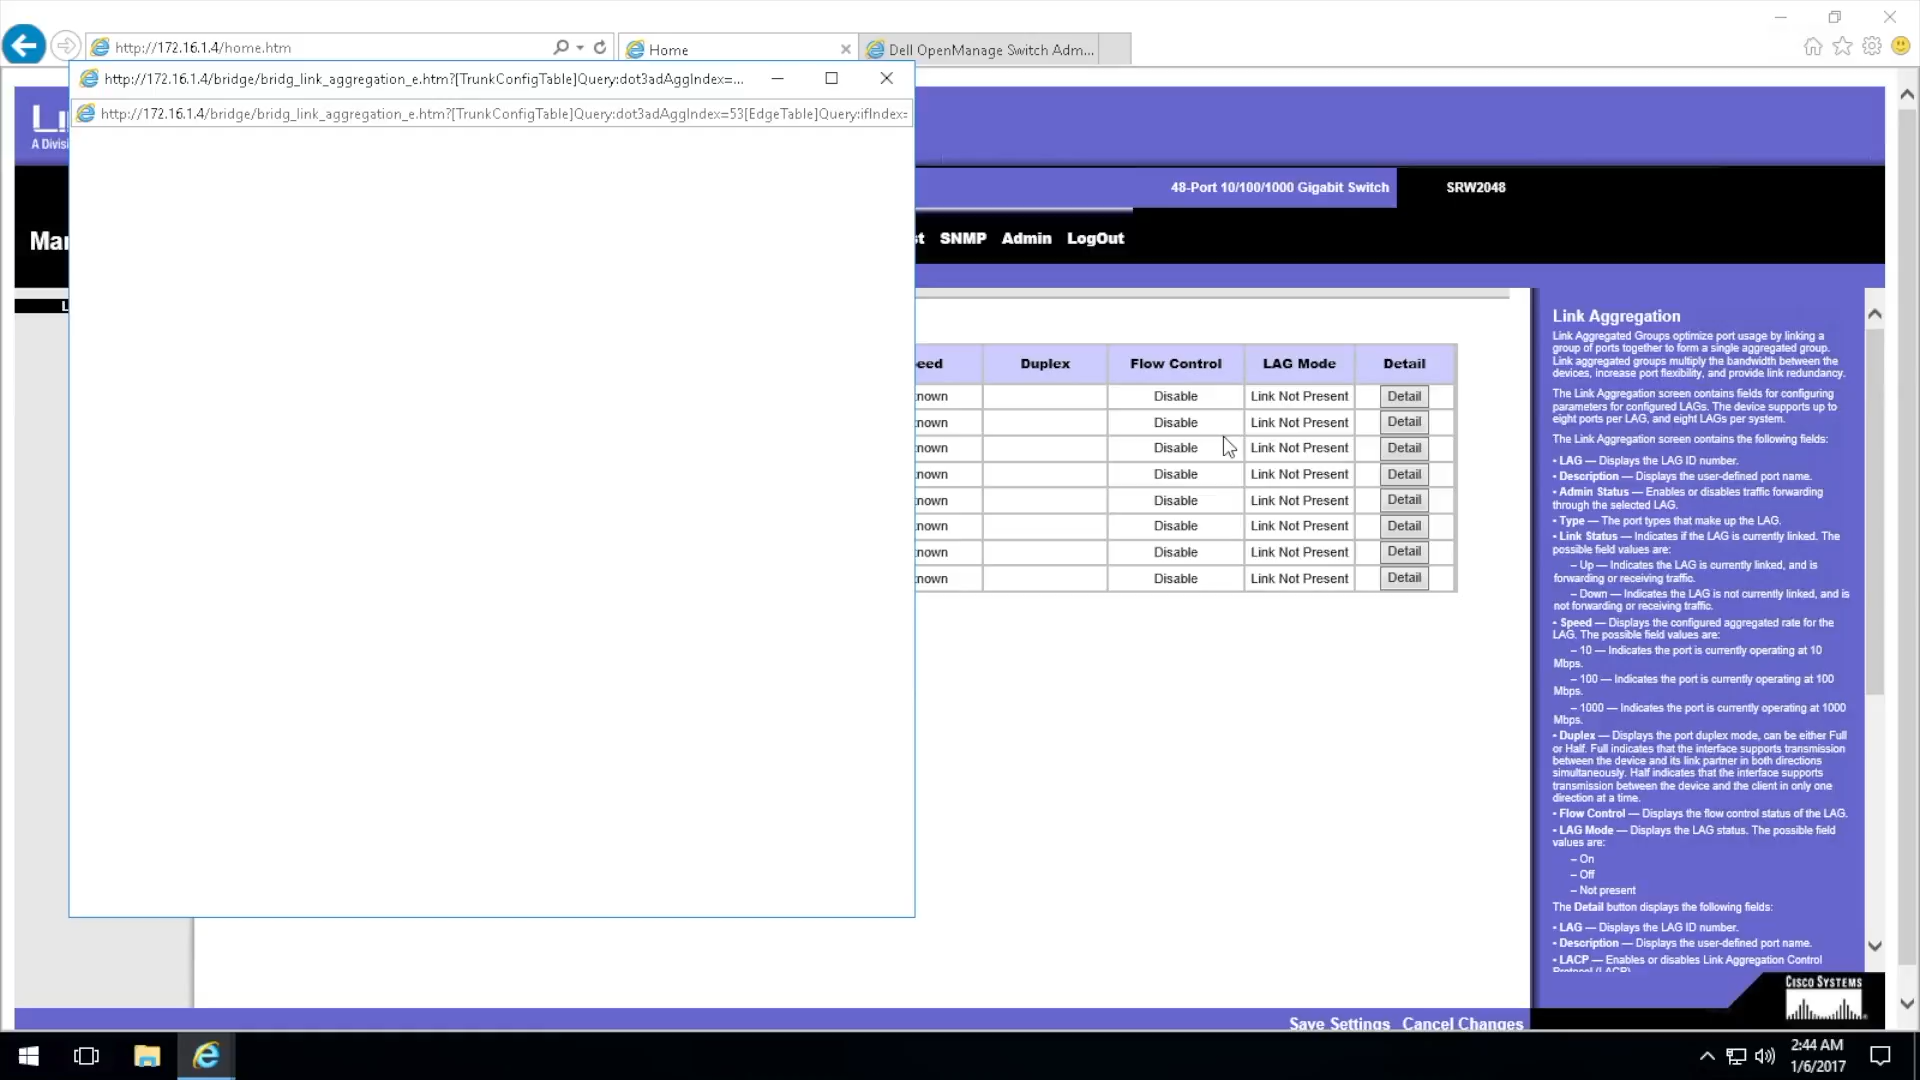 http://172.16.1.4/home.htm
Home
Dell OpenManage Switch Adm...
http://172.16.1.4/bridge/bridg_link_aggregation_e.htm?[TrunkConfigTable]Query:dot3adAggIndex=...
http://172.16.1.4/bridge/bridg_link_aggregation_e.htm?[TrunkConfigTable]Query:dot3adAggIndex=53[EdgeTable]Query:ifIndex=
Li
A Divisi
48-Port 10/100/1000 Gigabit Switch
SRW2048
Mar
st SNMP Admin LogOut
L
eed Duplex Flow Control LAG Mode Detail
nown Disable Link Not Present Detail
nown Disable Link Not Present Detail
nown Disable Link Not Present Detail
nown Disable Link Not Present Detail
nown Disable Link Not Present Detail
nown Disable Link Not Present Detail
nown Disable Link Not Present Detail
nown Disable Link Not Present Detail
Link Aggregation
Link Aggregated Groups optimize port usage by linking a
group of ports together to form a single aggregated group.
Link aggregated groups multiply the bandwidth between the
devices, increase port flexibility, and provide link redundancy.
The Link Aggregation screen contains fields for configuring
parameters for configured LAGs. The device supports up to
eight ports per LAG, and eight LAGs per system.
The Link Aggregation screen contains the following fields:
• LAG — Displays the LAG ID number.
• Description — Displays the user-defined port name.
• Admin Status — Enables or disables traffic forwarding
through the selected LAG.
• Type — The port types that make up the LAG.
• Link Status — Indicates if the LAG is currently linked. The
possible field values are:
– Up — Indicates the LAG is currently linked, and is
forwarding or receiving traffic.
– Down — Indicates the LAG is not currently linked, and is
not forwarding or receiving traffic.
• Speed — Displays the configured aggregated rate for the
LAG. The possible field values are:
– 10 — Indicates the port is currently operating at 10
Mbps.
– 100 — Indicates the port is currently operating at 100
Mbps.
– 1000 — Indicates the port is currently operating at 1000
Mbps.
• Duplex — Displays the port duplex mode, can be either Full
or Half. Full indicates that the interface supports transmission
between the device and its link partner in both directions
simultaneously. Half indicates that the interface supports
transmission between the device and the client in only one
direction at a time.
• Flow Control — Displays the flow control status of the LAG.
• LAG Mode — Displays the LAG status. The possible field
values are:
– On
– Off
– Not present
The Detail button displays the following fields:
• LAG — Displays the LAG ID number.
• Description — Displays the user-defined port name.
• LACP — Enables or disables Link Aggregation Control
Protocol (LACP)
CISCO SYSTEMS
Save Settings Cancel Changes
2:44 AM
1/6/2017